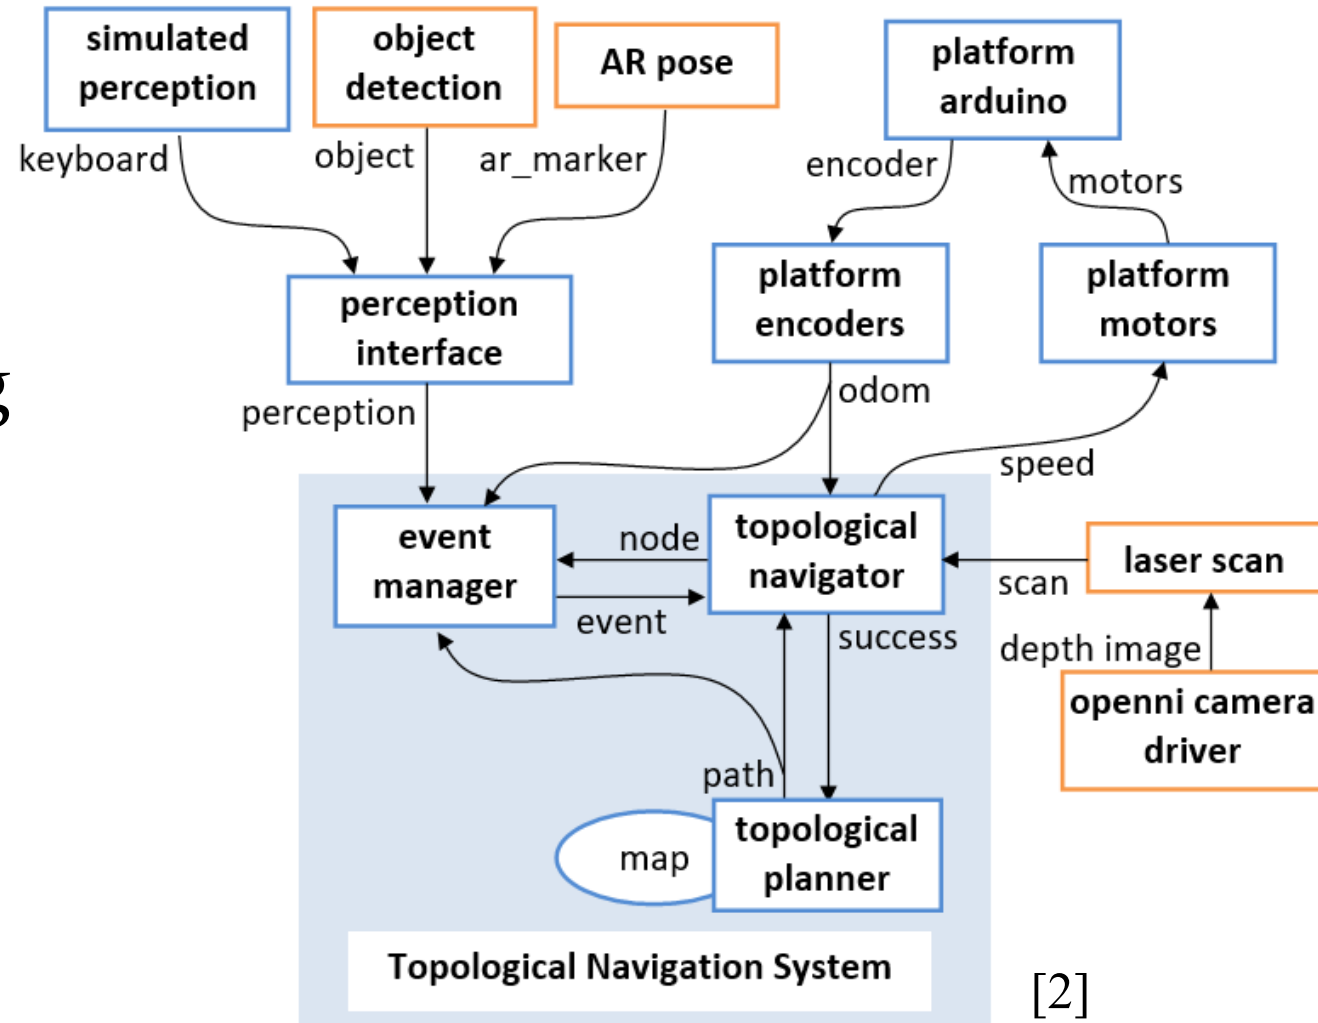 simulated
perception
object
detection
AR pose
platform
arduino
keyboard
object
ar_marker
encoder
motors
perception
interface
platform
encoders
platform
motors
g
perception
odom
speed
event
manager
node
event
topological
navigator
scan
laser scan
success
depth image
openni camera
driver
path
map
topological
planner
Topological Navigation System
[2]